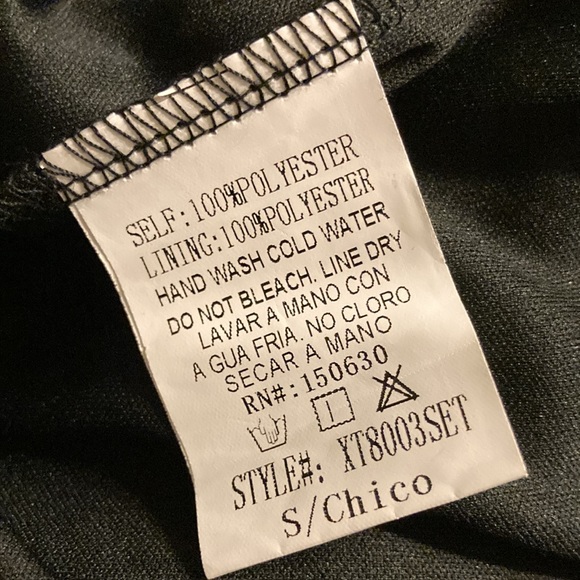 SELF:100%POLYESTER
LINING:100%POLYESTER
HAND WASH COLD WATER
DO NOT BLEACH. LINE DRY
LAVAR A MANO CON
A GUA FRIA. NO CLORO
SECAR A MANO
RN#:150630
STYLE#: XT8003SET
S/Chico